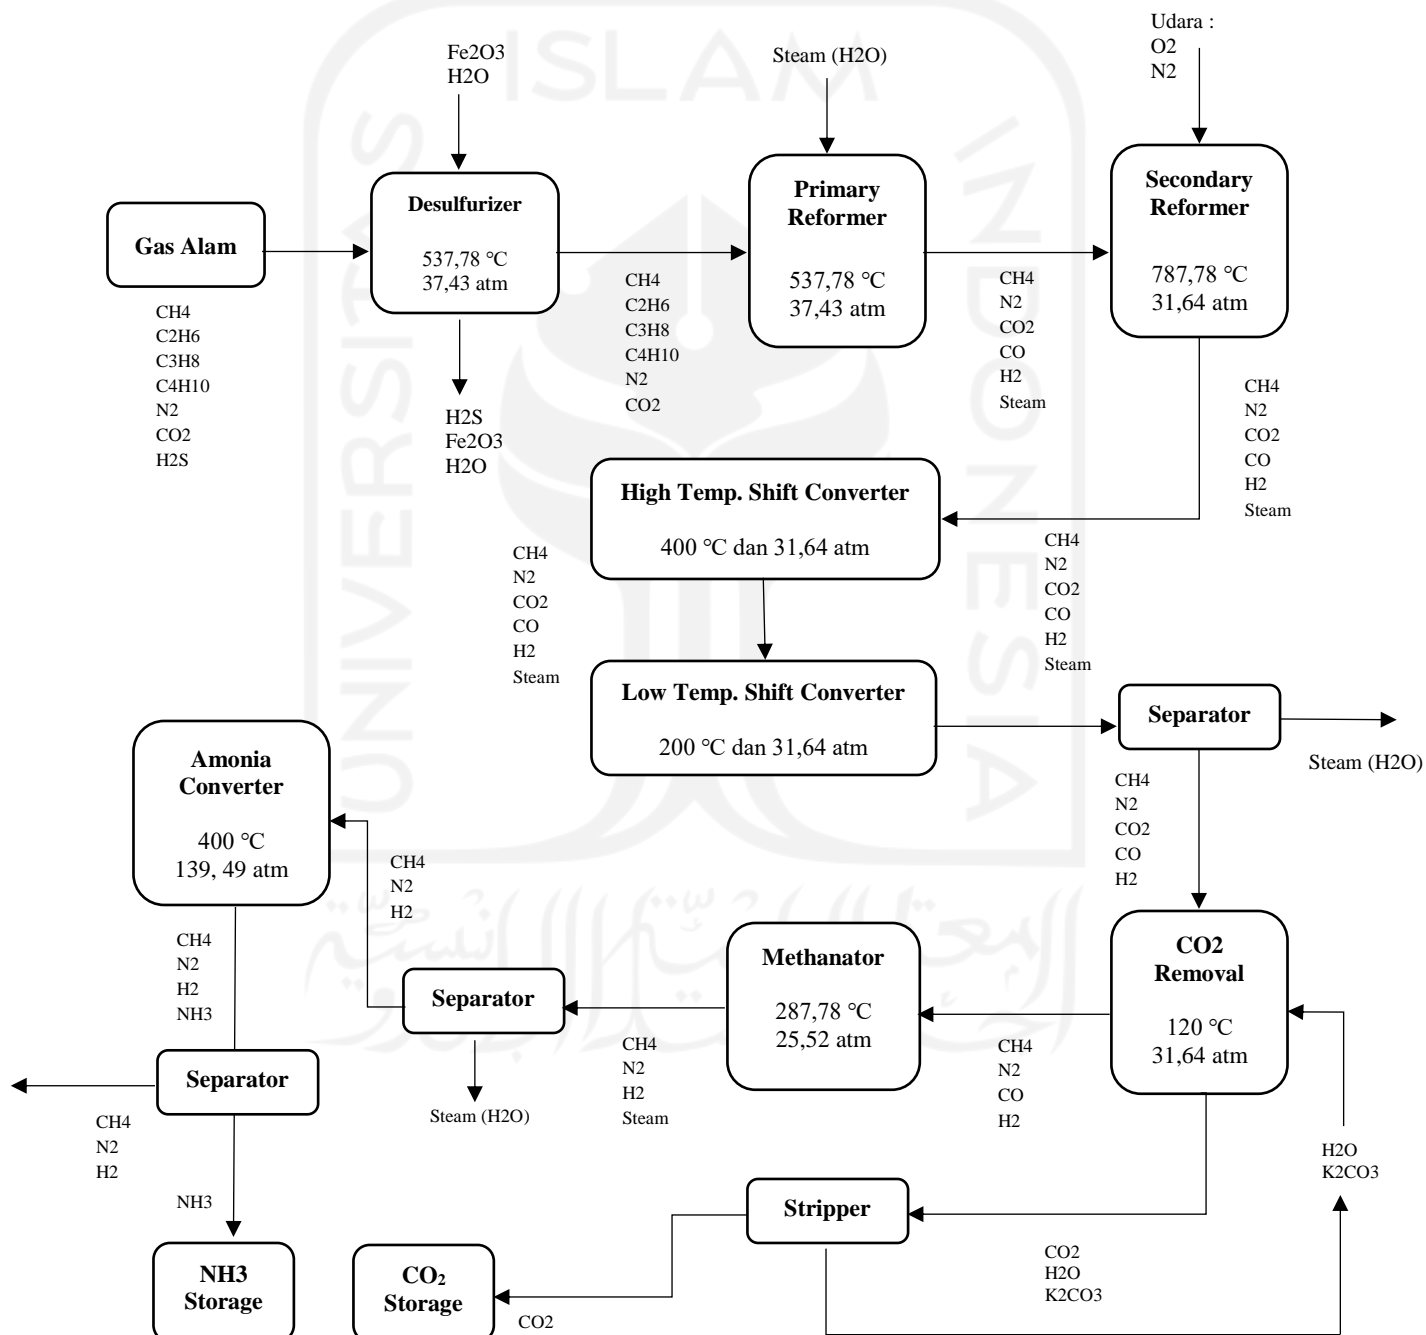 Udara :
O2
N2
Fe2O3
H2O
Steam (H2O)
Gas Alam
CH4
C2H6
C3H8
C4H10
N2
CO2
H2S
Desulfurizer
537,78 °C
37,43 atm
H2S
Fe2O3
H2O
CH4
C2H6
C3H8
C4H10
N2
CO2
Primary
Reformer
537,78 °C
37,43 atm
CH4
N2
CO2
CO
H2
Steam
Secondary
Reformer
787,78 °C
31,64 atm
CH4
N2
CO2
CO
H2
Steam
High Temp. Shift Converter
400 °C dan 31,64 atm
CH4
N2
CO2
CO
H2
Steam
CH4
N2
CO2
CO
H2
Steam
Low Temp. Shift Converter
200 °C dan 31,64 atm
Separator
Steam (H2O)
CH4
N2
CO2
CO
H2
CO2
Removal
120 °C
31,64 atm
H2O
K2CO3
CH4
N2
CO
H2
Methanator
287,78 °C
25,52 atm
CH4
N2
H2
Steam
Separator
Steam (H2O)
CH4
N2
H2
Amonia
Converter
400 °C
139, 49 atm
CH4
N2
H2
NH3
Separator
CH4
N2
H2
NH3
NH3
Storage
Stripper
CO2
H2O
K2CO3
CO2
CO₂
Storage
UNIVERSITAS
ISLAM
INDONESIA